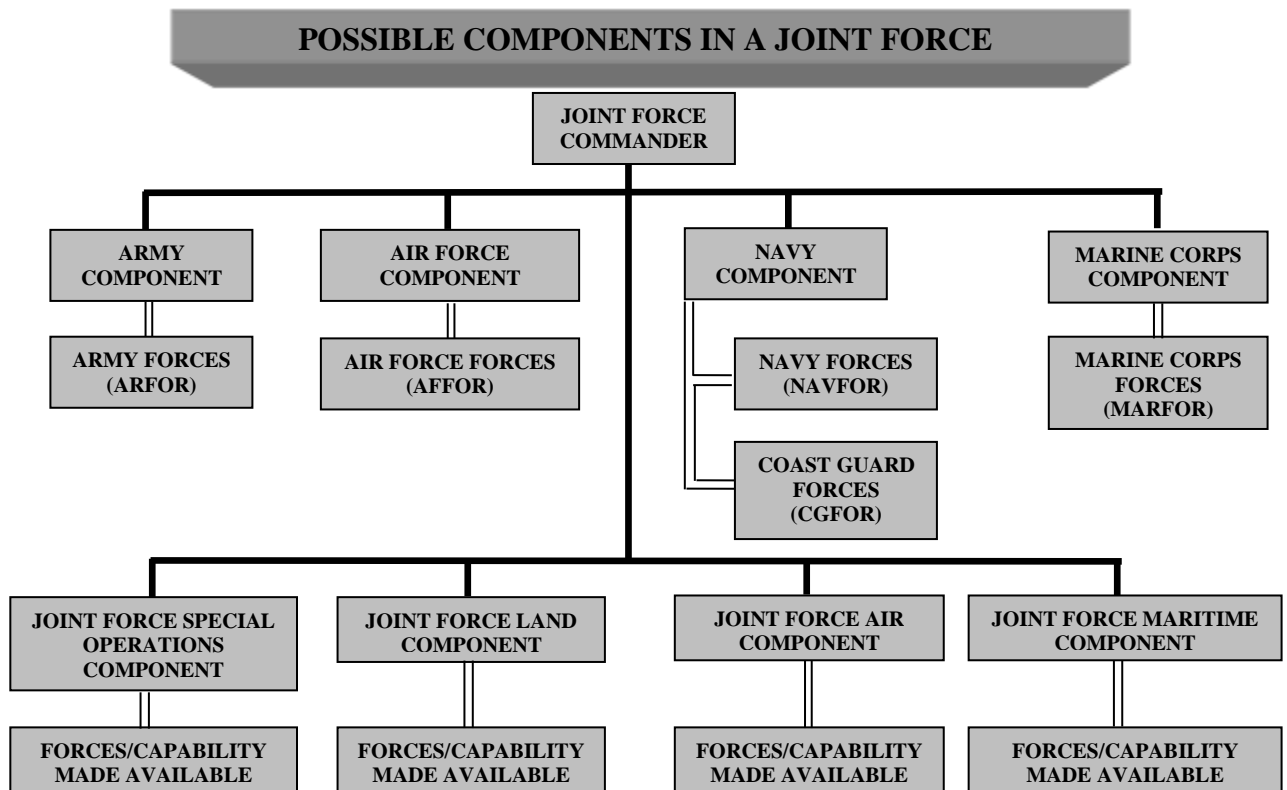 POSSIBLE COMPONENTS IN A JOINT FORCE
JOINT FORCE
COMMANDER
ARMY
COMPONENT
AIR FORCE
COMPONENT
NAVY
COMPONENT
MARINE CORPS
COMPONENT
ARMY FORCES
(ARFOR)
AIR FORCE FORCES
(AFFOR)
NAVY FORCES
(NAVFOR)
MARINE CORPS
FORCES
(MARFOR)
COAST GUARD
FORCES
(CGFOR)
JOINT FORCE SPECIAL
OPERATIONS
COMPONENT
JOINT FORCE LAND
COMPONENT
JOINT FORCE AIR
COMPONENT
JOINT FORCE MARITIME
COMPONENT
FORCES/CAPABILITY
MADE AVAILABLE
FORCES/CAPABILITY
MADE AVAILABLE
FORCES/CAPABILITY
MADE AVAILABLE
FORCES/CAPABILITY
MADE AVAILABLE